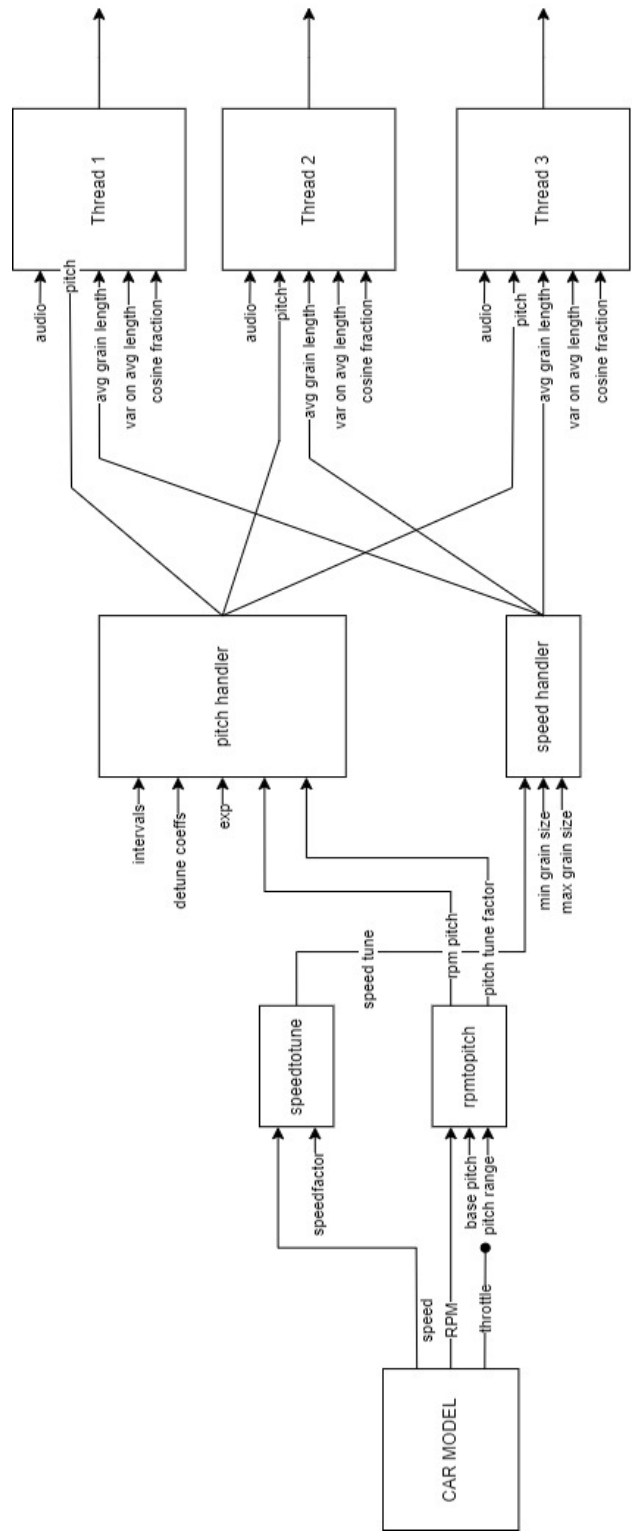 CAR MODEL
speed
RPM
throttle
speedfactor
base pitch
pitch range
speedtotune
rpmtopitch
speed tune
rpm pitch
pitch tune factor
intervals
detune coeffs
exp
min grain size
max grain size
pitch handler
speed handler
audio
pitch
avg grain length
var on avg length
cosine fraction
Thread 1
audio
pitch
avg grain length
var on avg length
cosine fraction
Thread 2
audio
pitch
avg grain length
var on avg length
cosine fraction
Thread 3